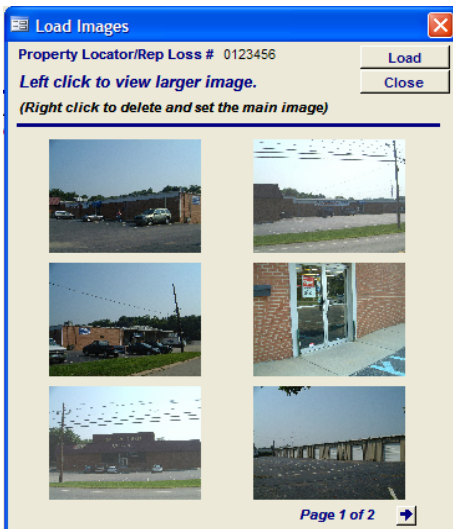 Load Images
Property Locator/Rep Loss # 0123456
Load
Left click to view larger image.
Close
(Right click to delete and set the main image)
Page 1 of 2